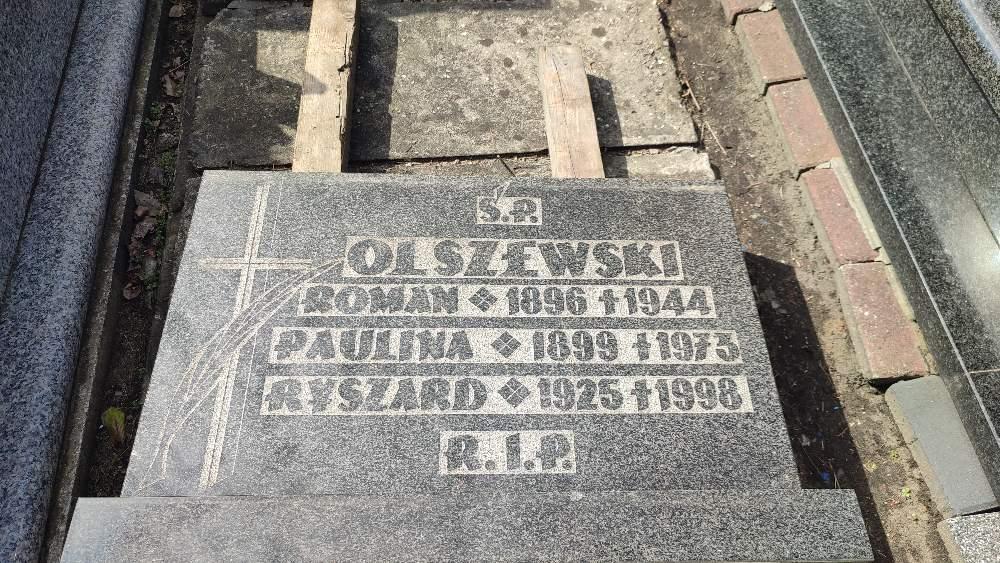 Ś.P.
OLSZEWSKI
ROMAN ❖ 1896 † 1944
PAULINA ❖ 1899 † 1973
RYSZARD ❖ 1925 † 1998
R.I.P.